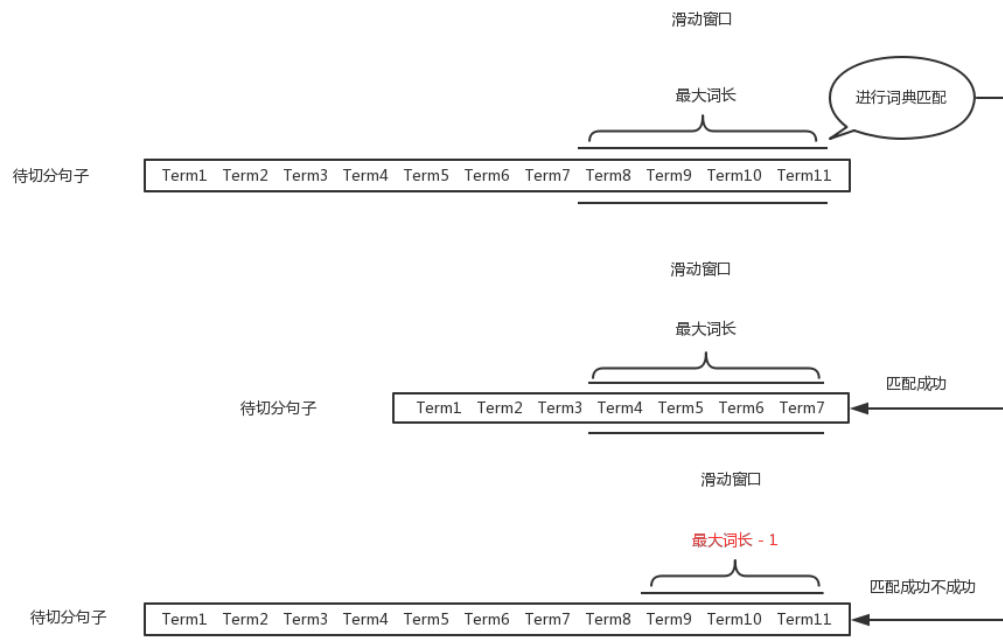 滑动窗口
最大词长
进行词典匹配
待切分句子
Term1 Term2 Term3 Term4 Term5 Term6 Term7 Term8 Term9 Term10 Term11
滑动窗口
最大词长
匹配成功
待切分句子
Term1 Term2 Term3 Term4 Term5 Term6 Term7
滑动窗口
最大词长 - 1
匹配成功不成功
待切分句子
Term1 Term2 Term3 Term4 Term5 Term6 Term7 Term8 Term9 Term10 Term11